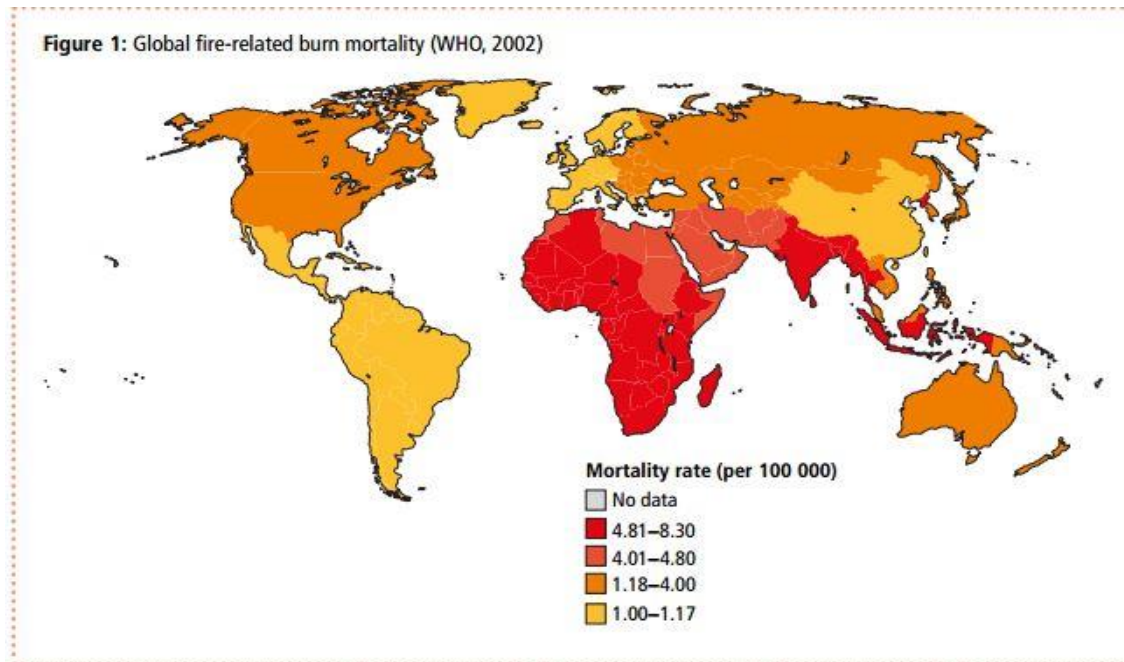 Figure 1: Global fire-related burn mortality (WHO, 2002)
Mortality rate (per 100 000)
No data
4.81–8.30
4.01–4.80
1.18–4.00
1.00–1.17